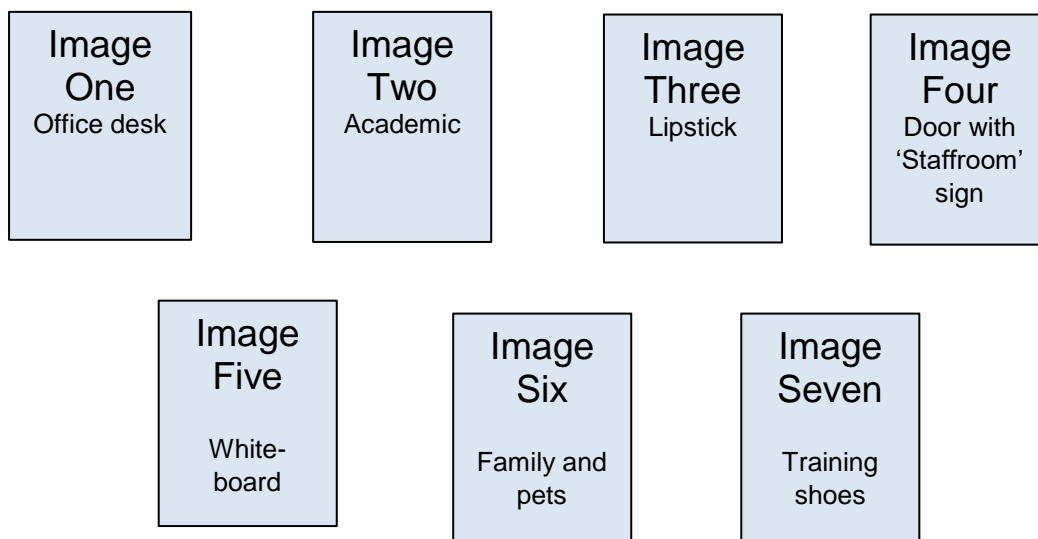 Image
One
Office desk
Image
Two
Academic
Image
Three
Lipstick
Image
Four
Door with
‘Staffroom’
sign
Image
Five
White-
board
Image
Six
Family and
pets
Image
Seven
Training
shoes